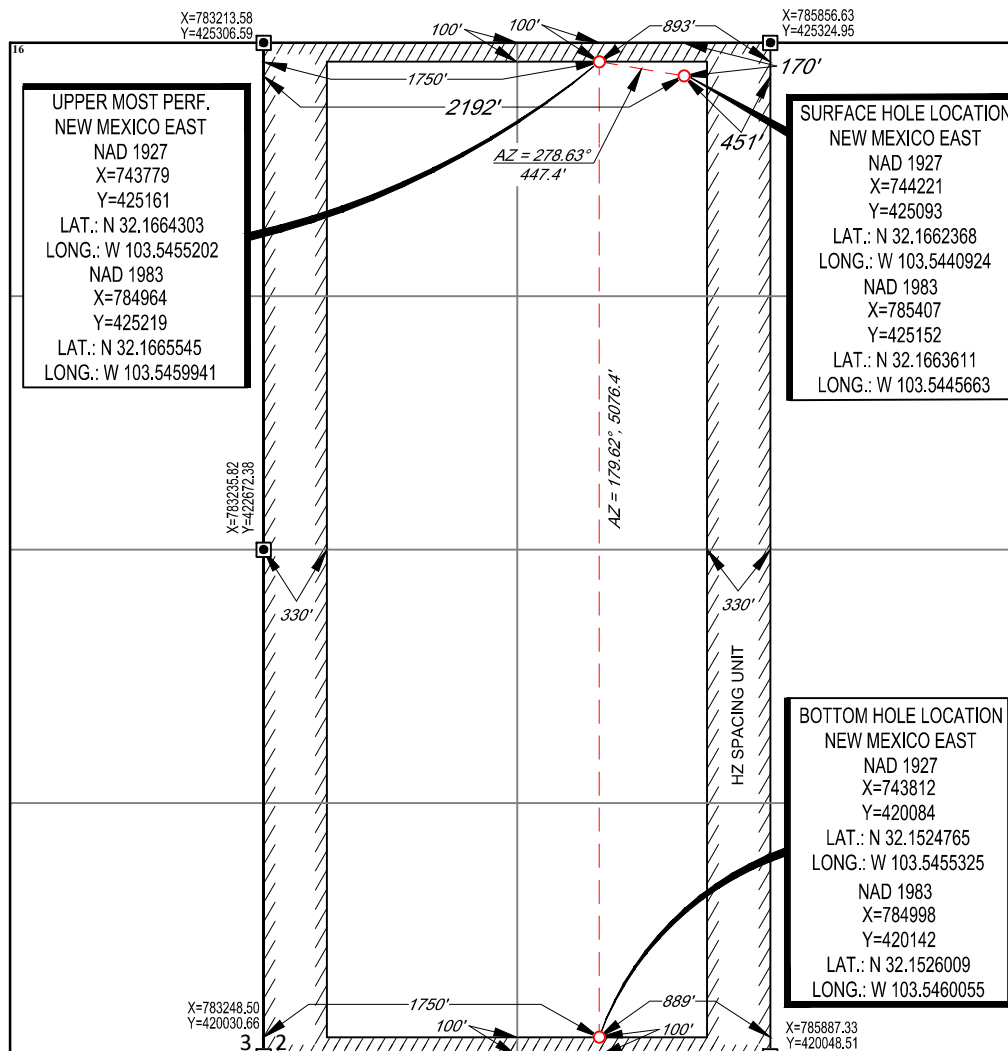 X=783213.58
Y=425306.59
100'
100'
893'
X=785856.63
Y=425324.95
16
1750'
170'
2192'
451'
AZ = 278.63°
447.4'
UPPER MOST PERF.
NEW MEXICO EAST
NAD 1927
X=743779
Y=425161
LAT.: N 32.1664303
LONG.: W 103.5455202
NAD 1983
X=784964
Y=425219
LAT.: N 32.1665545
LONG.: W 103.5459941
SURFACE HOLE LOCATION
NEW MEXICO EAST
NAD 1927
X=744221
Y=425093
LAT.: N 32.1662368
LONG.: W 103.5440924
NAD 1983
X=785407
Y=425152
LAT.: N 32.1663611
LONG.: W 103.5445663
AZ = 179.62°, 5076.4'
X=783235.82
Y=422672.38
330'
330'
HZ SPACING UNIT
BOTTOM HOLE LOCATION
NEW MEXICO EAST
NAD 1927
X=743812
Y=420084
LAT.: N 32.1524765
LONG.: W 103.5455325
NAD 1983
X=784998
Y=420142
LAT.: N 32.1526009
LONG.: W 103.5460055
X=783248.50
Y=420030.66
1750'
889'
3 2
100'
100'
X=785887.33
Y=420048.51